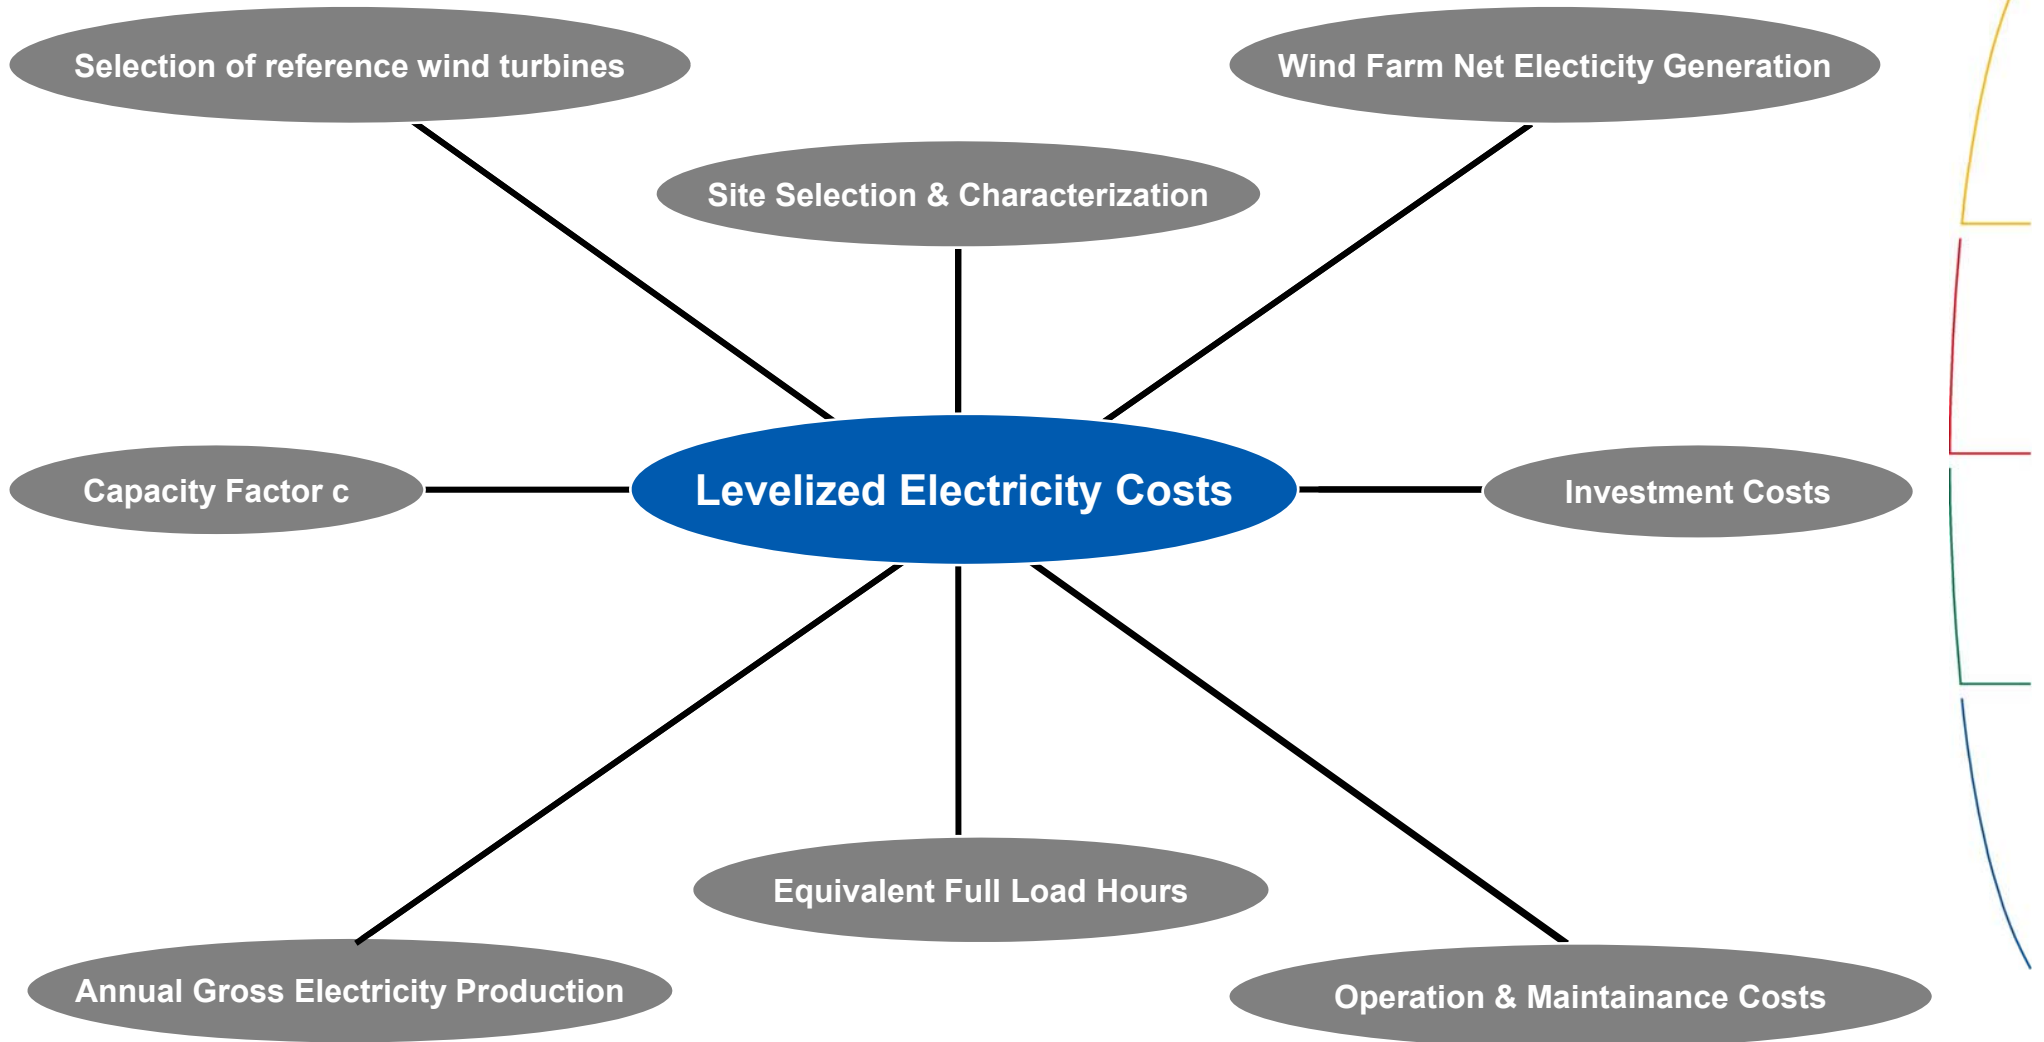 Selection of reference wind turbines
Wind Farm Net Electicity Generation
Site Selection & Characterization
Capacity Factor c
Levelized Electricity Costs
Investment Costs
Equivalent Full Load Hours
Annual Gross Electricity Production
Operation & Maintainance Costs